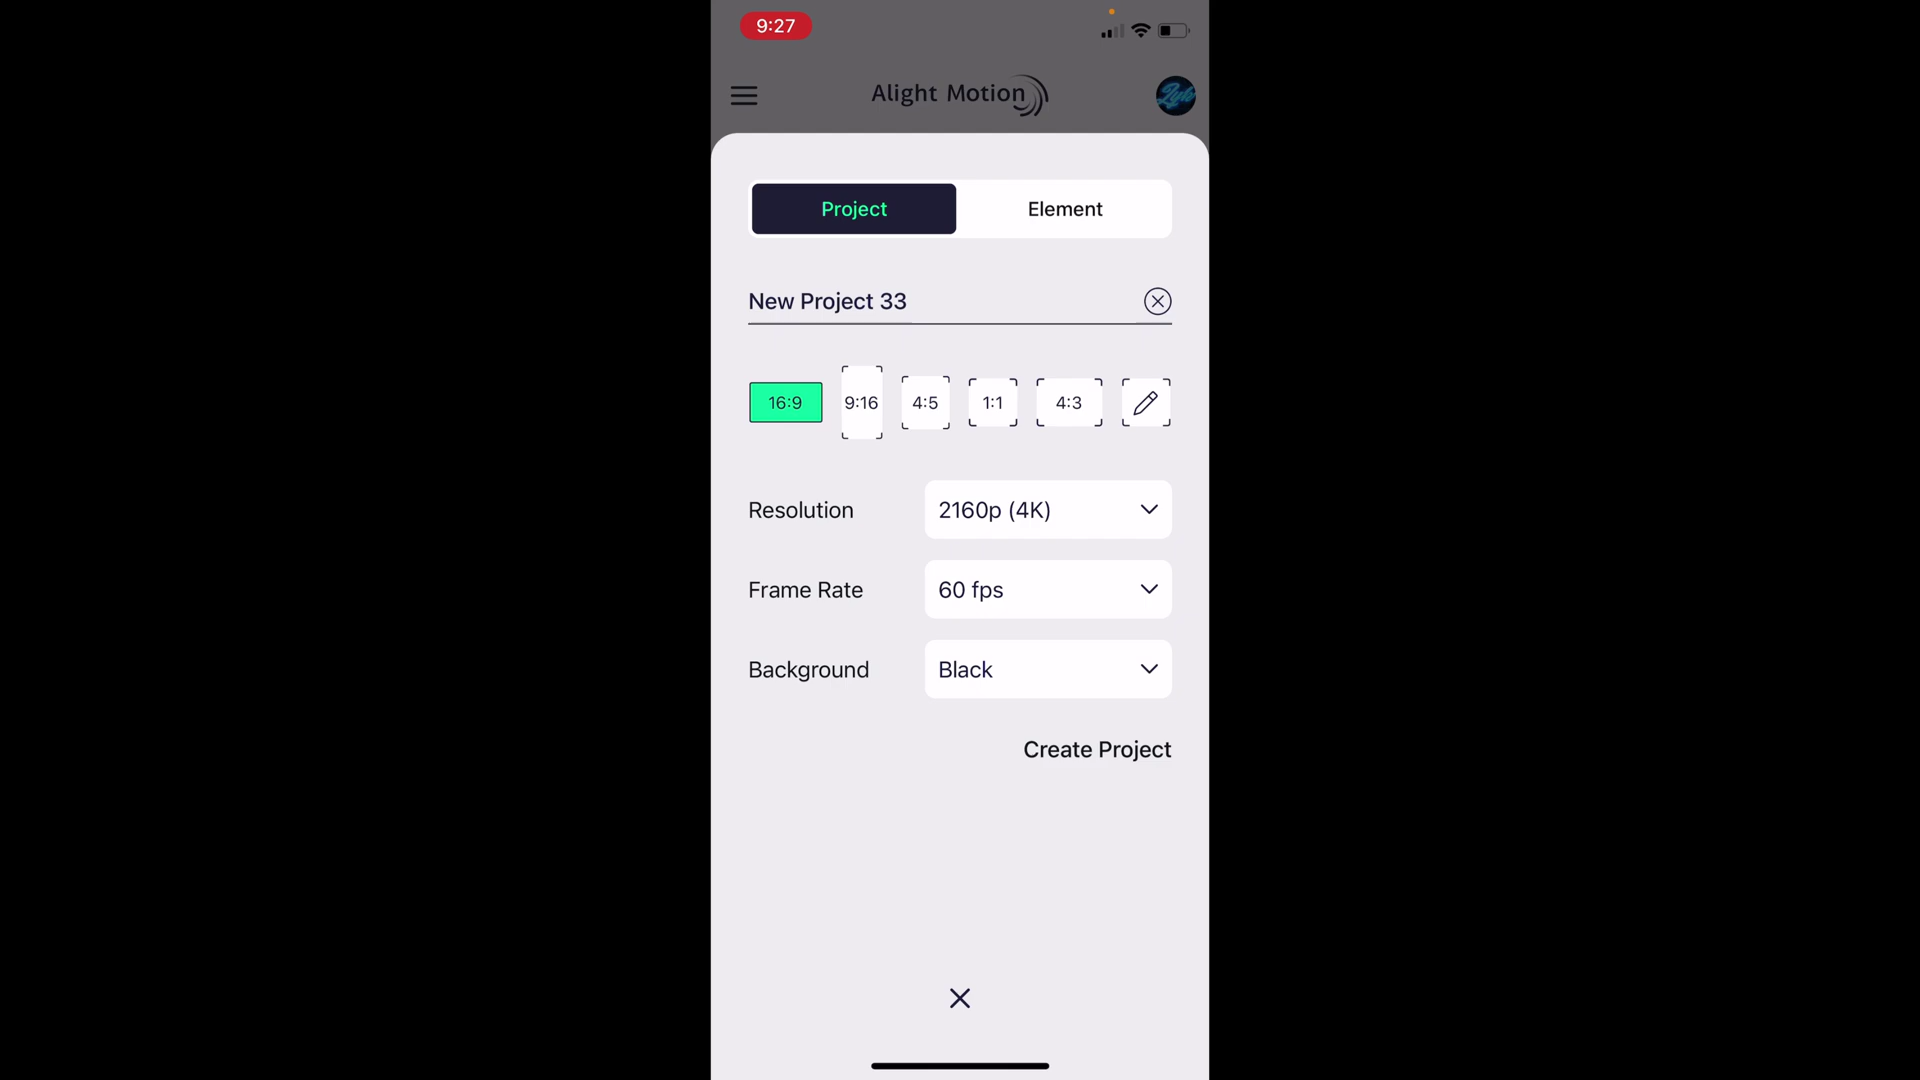 9:27
Alight Motion
Project Element
New Project 33
16:9 9:16 4:5 1:1 4:3
Resolution 2160p (4K)
Frame Rate 60 fps
Background Black
Create Project